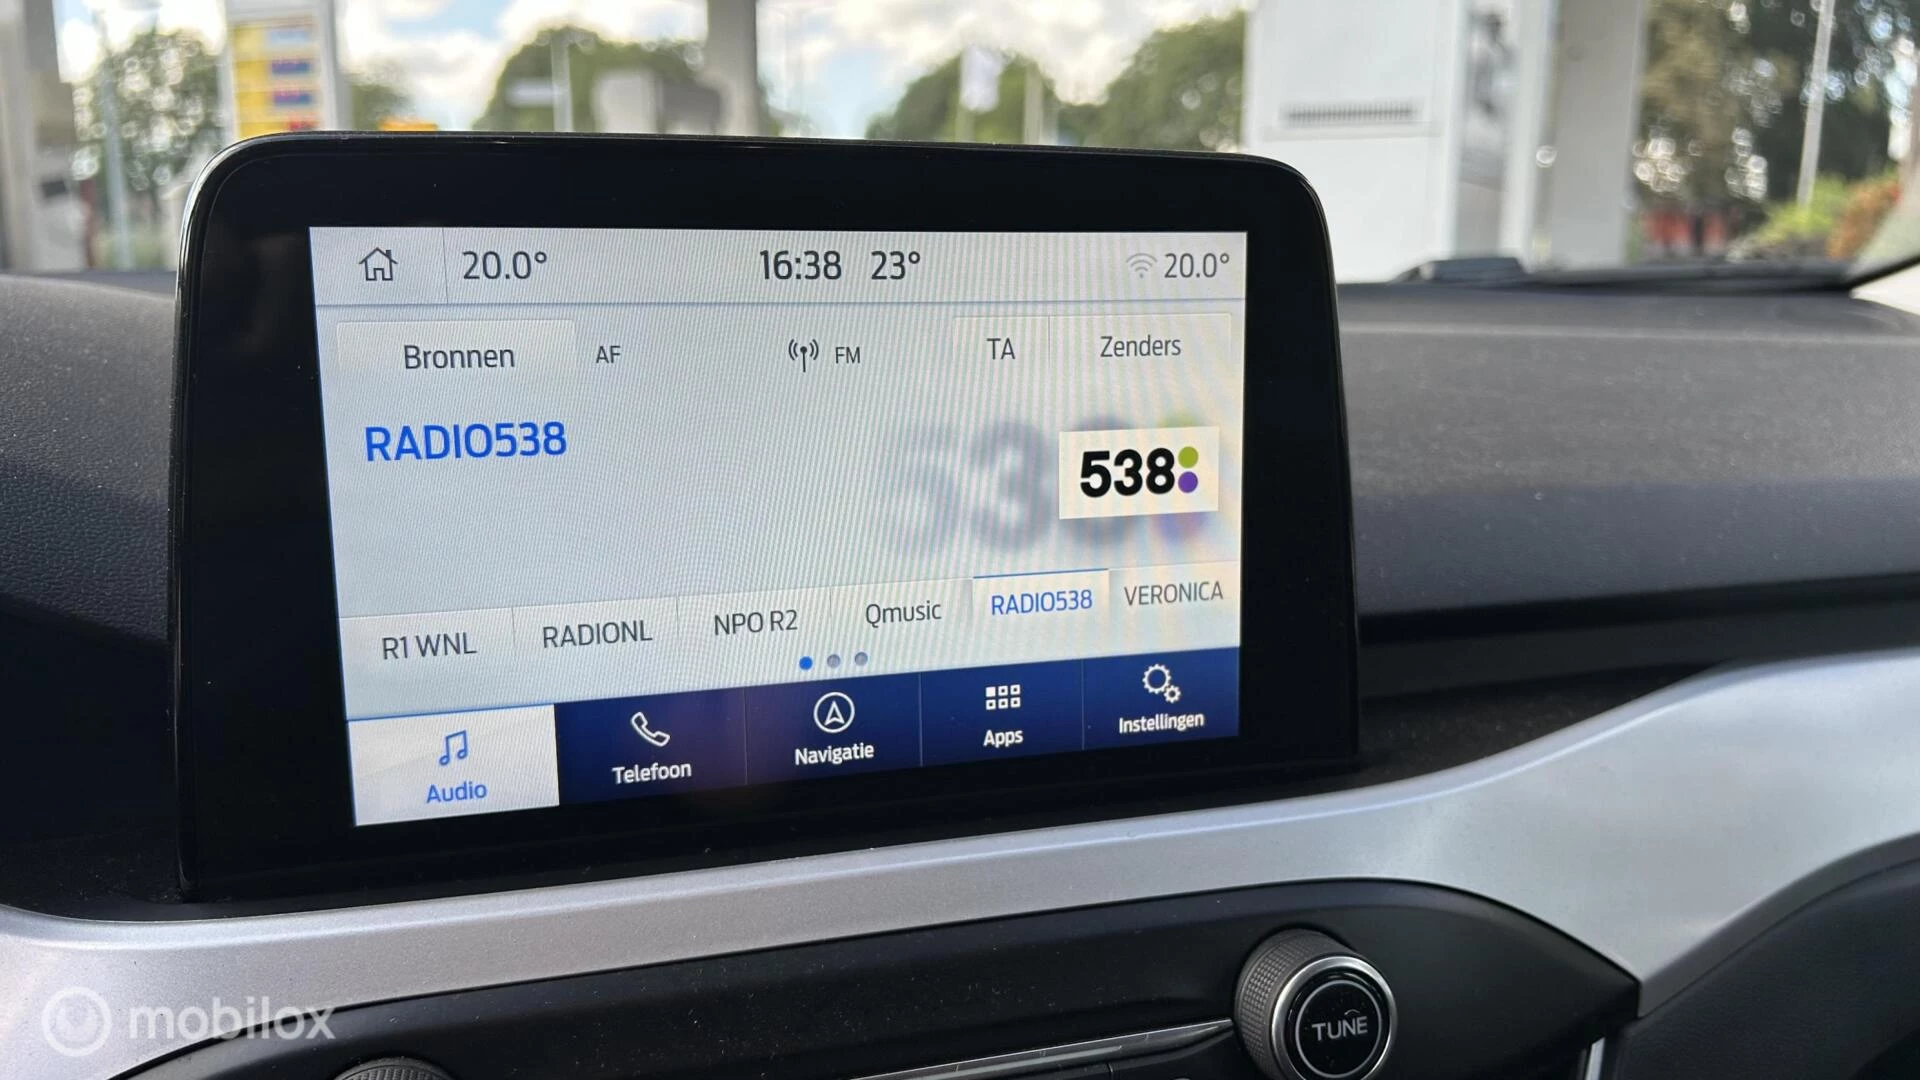 20.0° 16:38 23° 20.0°
Bronnen AF FM TA Zenders
RADIO538
538
R1 WNL RADIONL NPO R2 Qmusic RADIO538 VERONICA
Audio Telefoon Navigatie Apps Instellingen
TUNE
mobilox